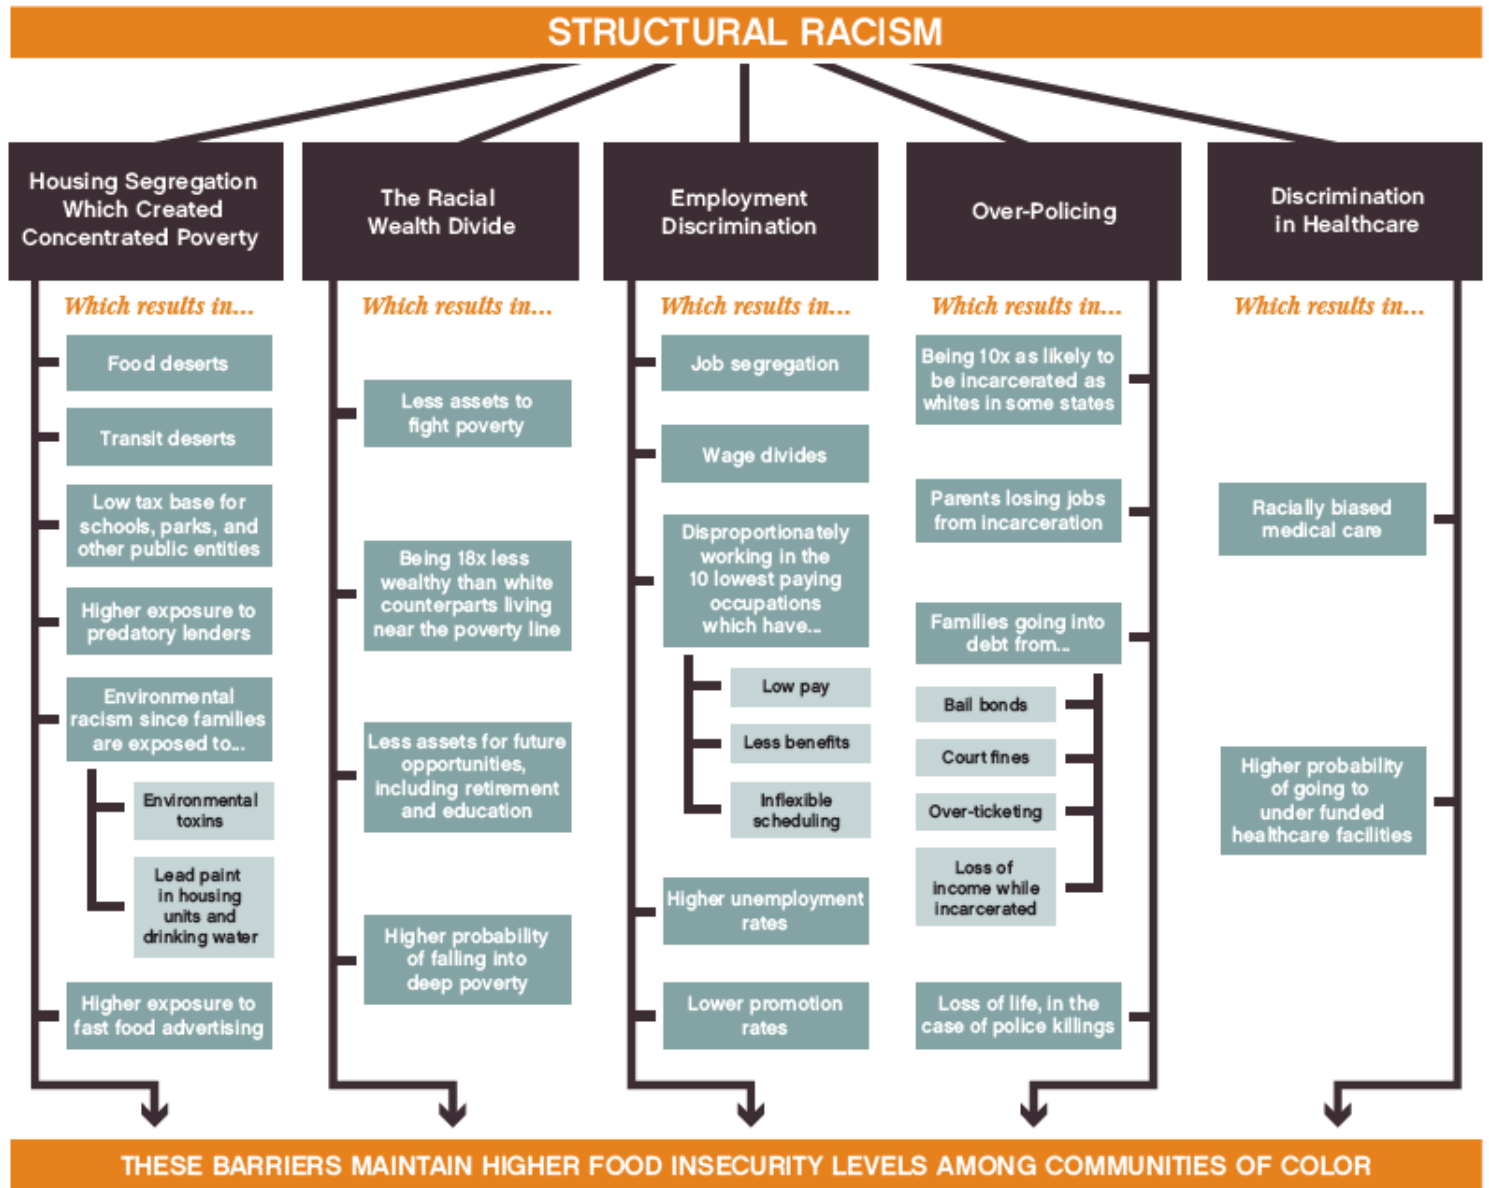 STRUCTURAL RACISM
Housing Segregation
Which Created
Concentrated Poverty
Which results in...
Food deserts
Transit deserts
Low tax base for
schools, parks, and
other public entities
Higher exposure to
predatory lenders
Environmental
racism since families
are exposed to...
Environmental
toxins
Lead paint
in housing
units and
drinking water
Higher exposure to
fast food advertising
The Racial
Wealth Divide
Which results in...
Less assets to
fight poverty
Being 18x less
wealthy than white
counterparts living
near the poverty line
Less assets for future
opportunities,
including retirement
and education
Higher probability
of falling into
deep poverty
Employment
Discrimination
Which results in...
Job segregation
Wage divides
Disproportionately
working in the
10 lowest paying
occupations
which have...
Low pay
Less benefits
Inflexible
scheduling
Higher unemployment
rates
Lower promotion
rates
Over-Policing
Which results in...
Being 10x as likely to
be incarcerated as
whites in some states
Parents losing jobs
from incarceration
Families going into
debt from...
Bail bonds
Court fines
Over-ticketing
Loss of
income while
incarcerated
Loss of life, in the
case of police killings
Discrimination
in Healthcare
Which results in...
Racially biased
medical care
Higher probability
of going to
under funded
healthcare facilities
THESE BARRIERS MAINTAIN HIGHER FOOD INSECURITY LEVELS AMONG COMMUNITIES OF COLOR